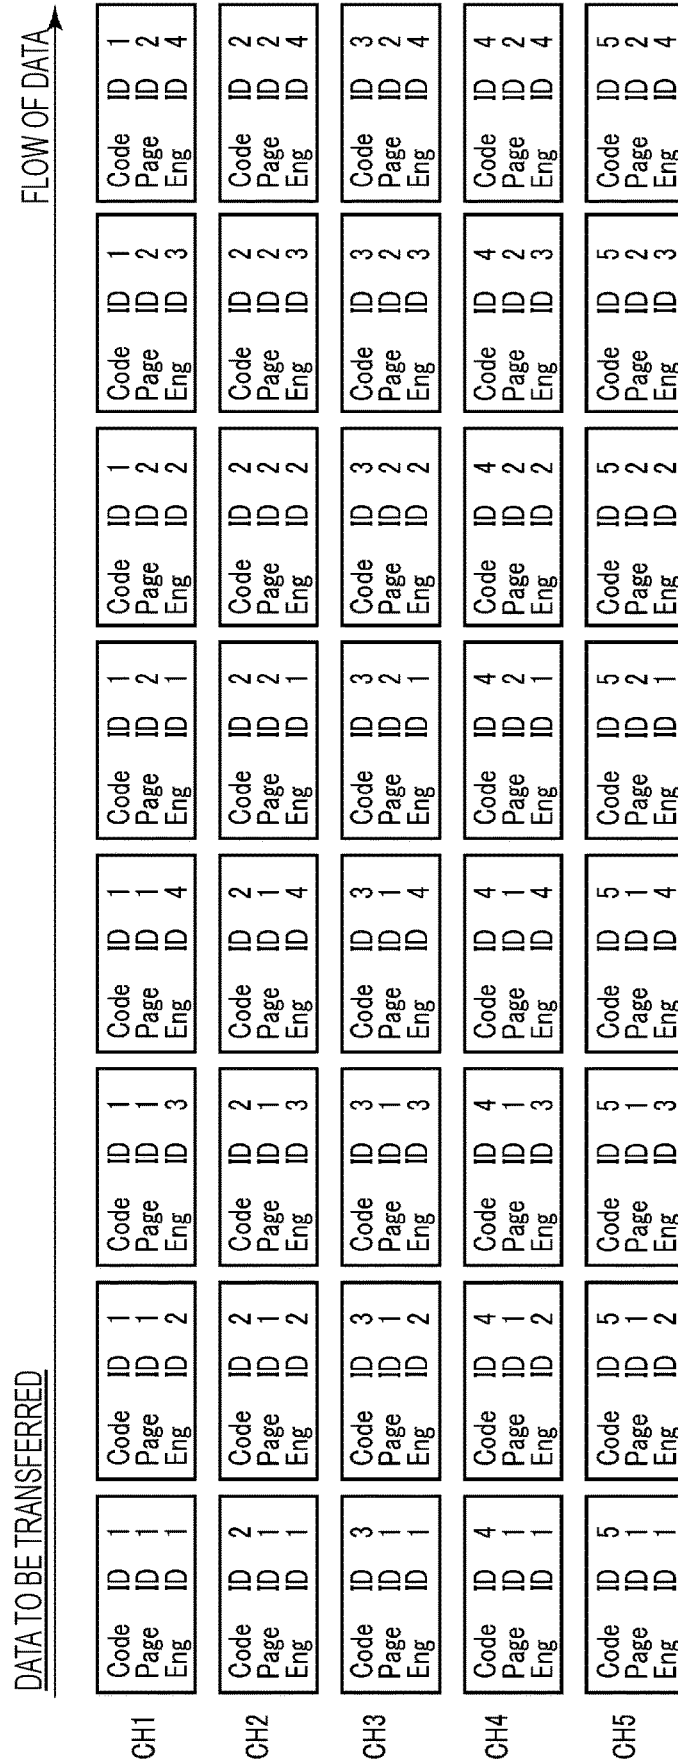 DATA TO BE TRANSFERRED
FLOW OF DATA
CH1
Code ID 1
Page ID 1
Eng ID 1
Code ID 1
Page ID 1
Eng ID 2
Code ID 1
Page ID 1
Eng ID 3
Code ID 1
Page ID 1
Eng ID 4
Code ID 1
Page ID 2
Eng ID 1
Code ID 1
Page ID 2
Eng ID 2
Code ID 1
Page ID 2
Eng ID 3
Code ID 1
Page ID 2
Eng ID 4
CH2
Code ID 2
Page ID 1
Eng ID 1
Code ID 2
Page ID 1
Eng ID 2
Code ID 2
Page ID 1
Eng ID 3
Code ID 2
Page ID 1
Eng ID 4
Code ID 2
Page ID 2
Eng ID 1
Code ID 2
Page ID 2
Eng ID 2
Code ID 2
Page ID 2
Eng ID 3
Code ID 2
Page ID 2
Eng ID 4
CH3
Code ID 3
Page ID 1
Eng ID 1
Code ID 3
Page ID 1
Eng ID 2
Code ID 3
Page ID 1
Eng ID 3
Code ID 3
Page ID 1
Eng ID 4
Code ID 3
Page ID 2
Eng ID 1
Code ID 3
Page ID 2
Eng ID 2
Code ID 3
Page ID 2
Eng ID 3
Code ID 3
Page ID 2
Eng ID 4
CH4
Code ID 4
Page ID 1
Eng ID 1
Code ID 4
Page ID 1
Eng ID 2
Code ID 4
Page ID 1
Eng ID 3
Code ID 4
Page ID 1
Eng ID 4
Code ID 4
Page ID 2
Eng ID 1
Code ID 4
Page ID 2
Eng ID 2
Code ID 4
Page ID 2
Eng ID 3
Code ID 4
Page ID 2
Eng ID 4
CH5
Code ID 5
Page ID 1
Eng ID 1
Code ID 5
Page ID 1
Eng ID 2
Code ID 5
Page ID 1
Eng ID 3
Code ID 5
Page ID 1
Eng ID 4
Code ID 5
Page ID 2
Eng ID 1
Code ID 5
Page ID 2
Eng ID 2
Code ID 5
Page ID 2
Eng ID 3
Code ID 5
Page ID 2
Eng ID 4